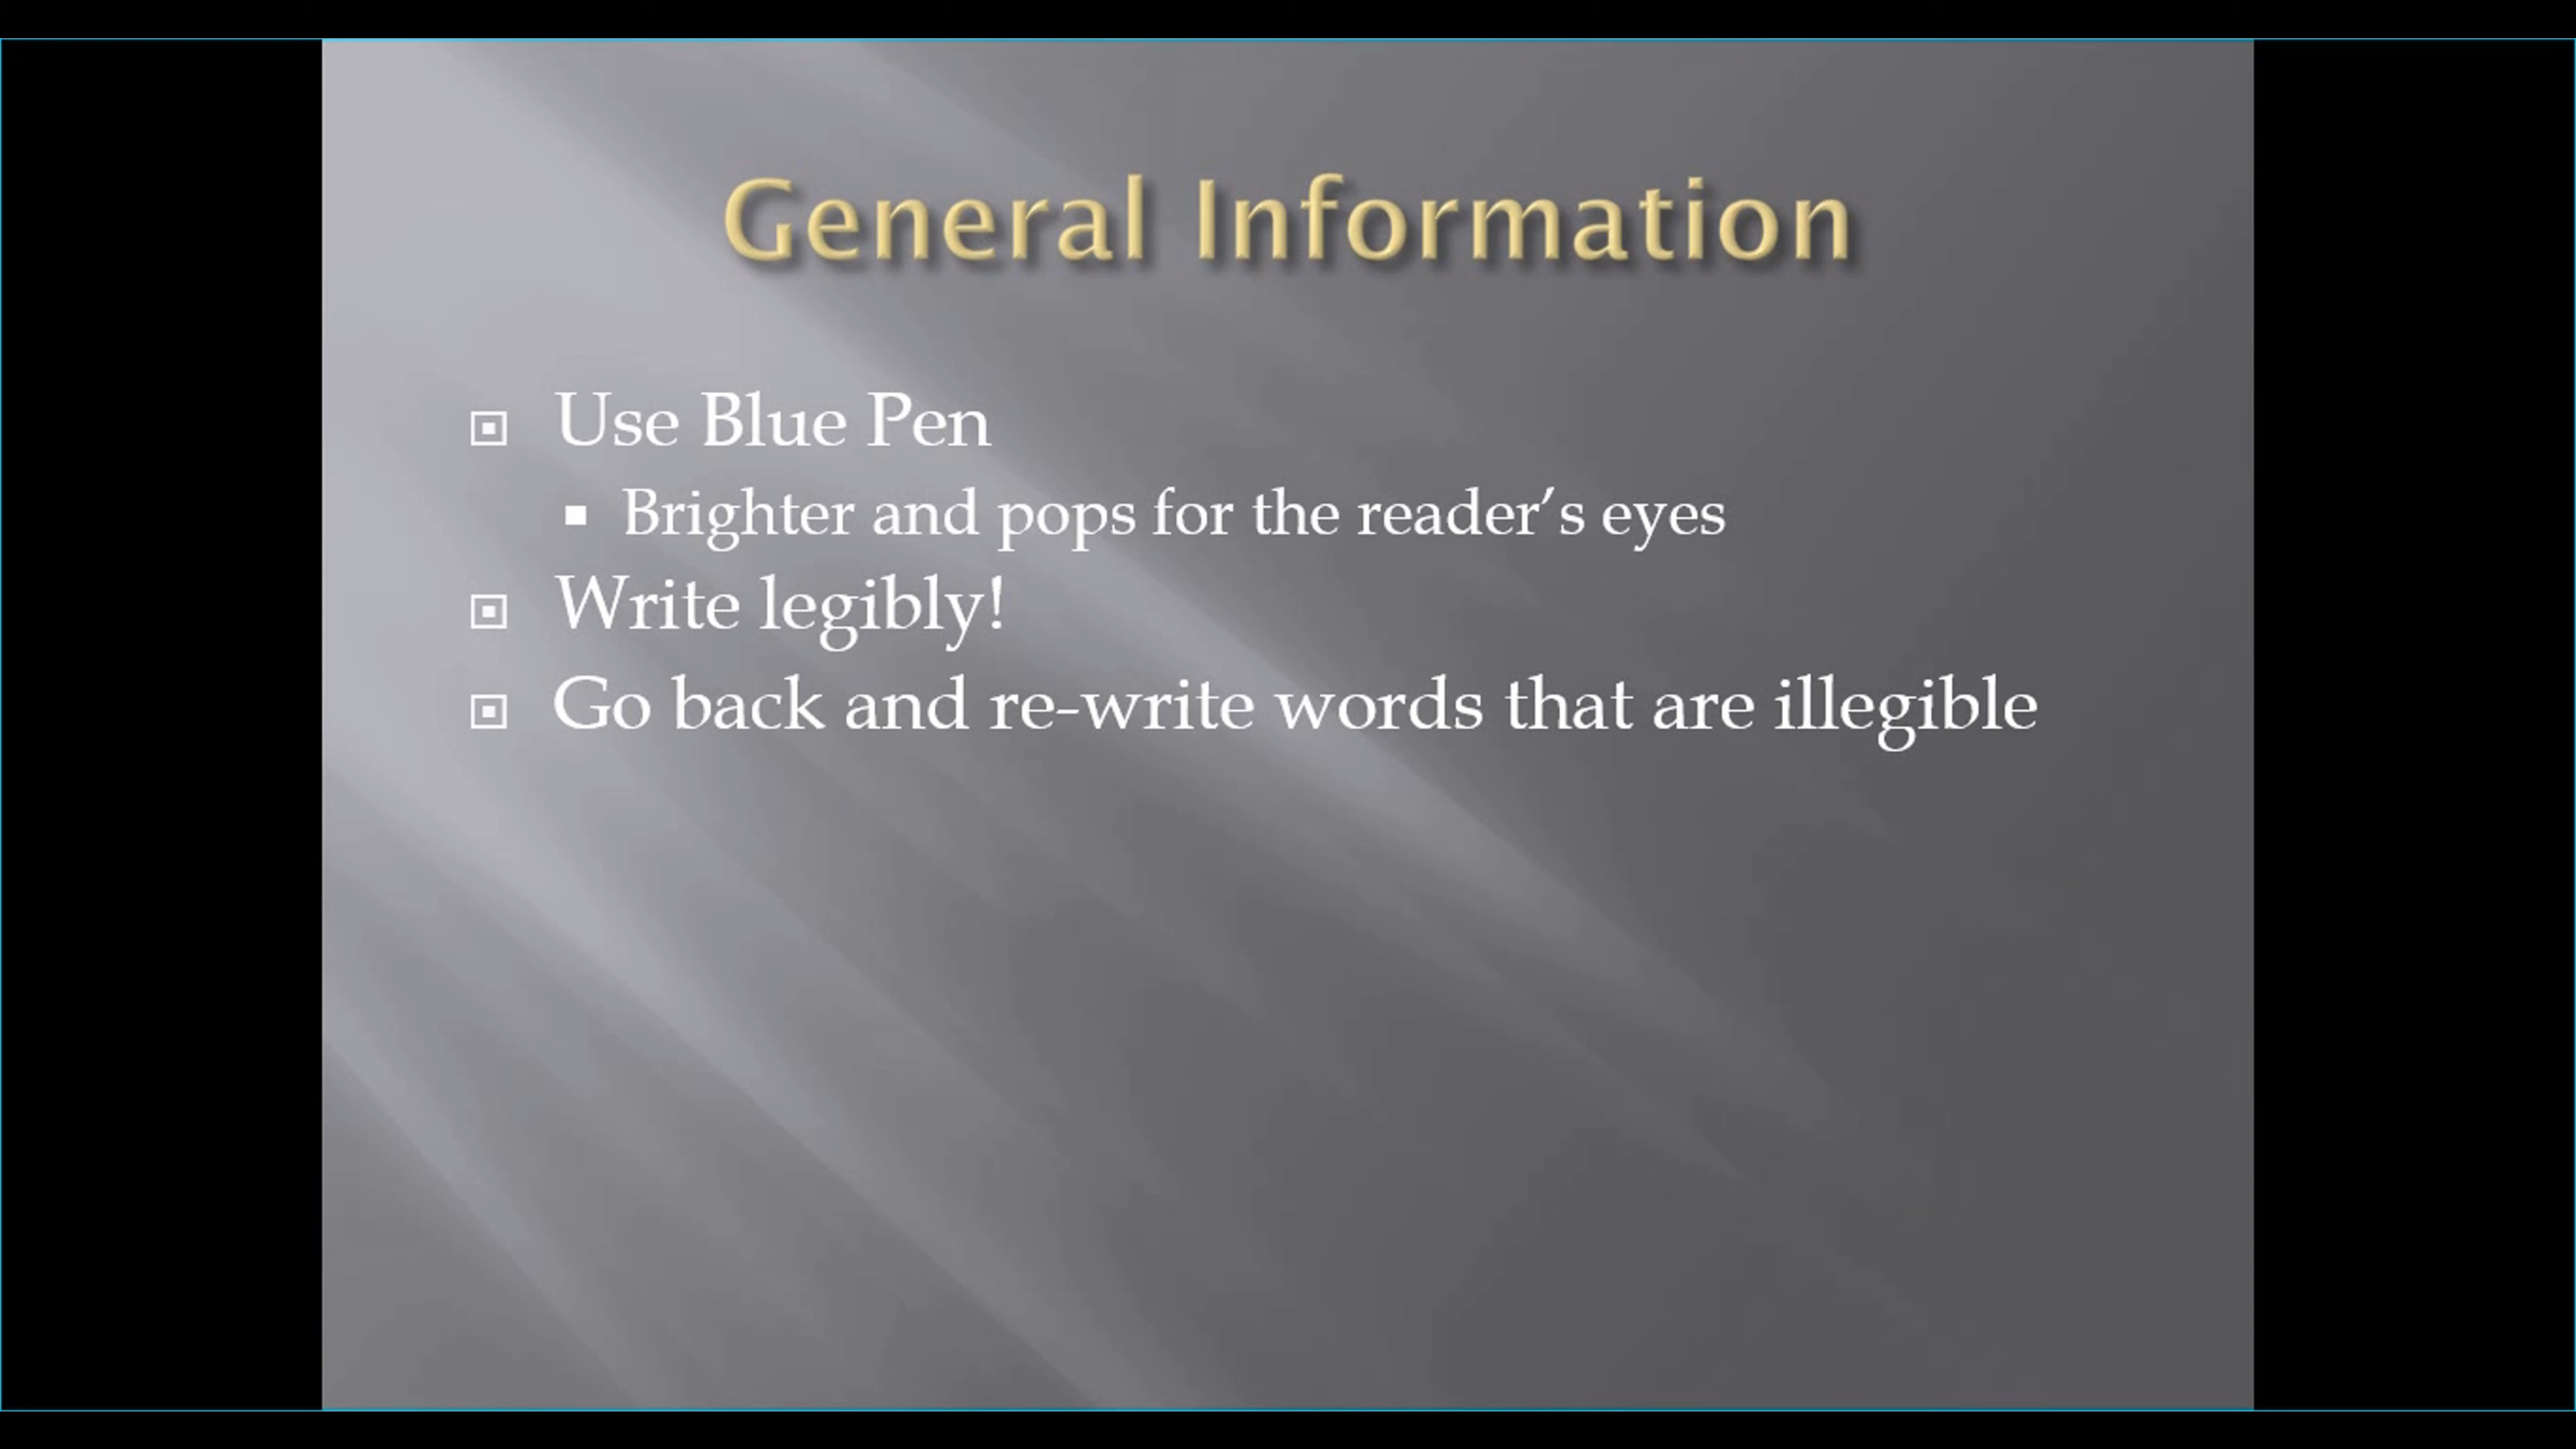 General Information
Use Blue Pen
Brighter and pops for the reader’s eyes
Write legibly!
Go back and re-write words that are illegible